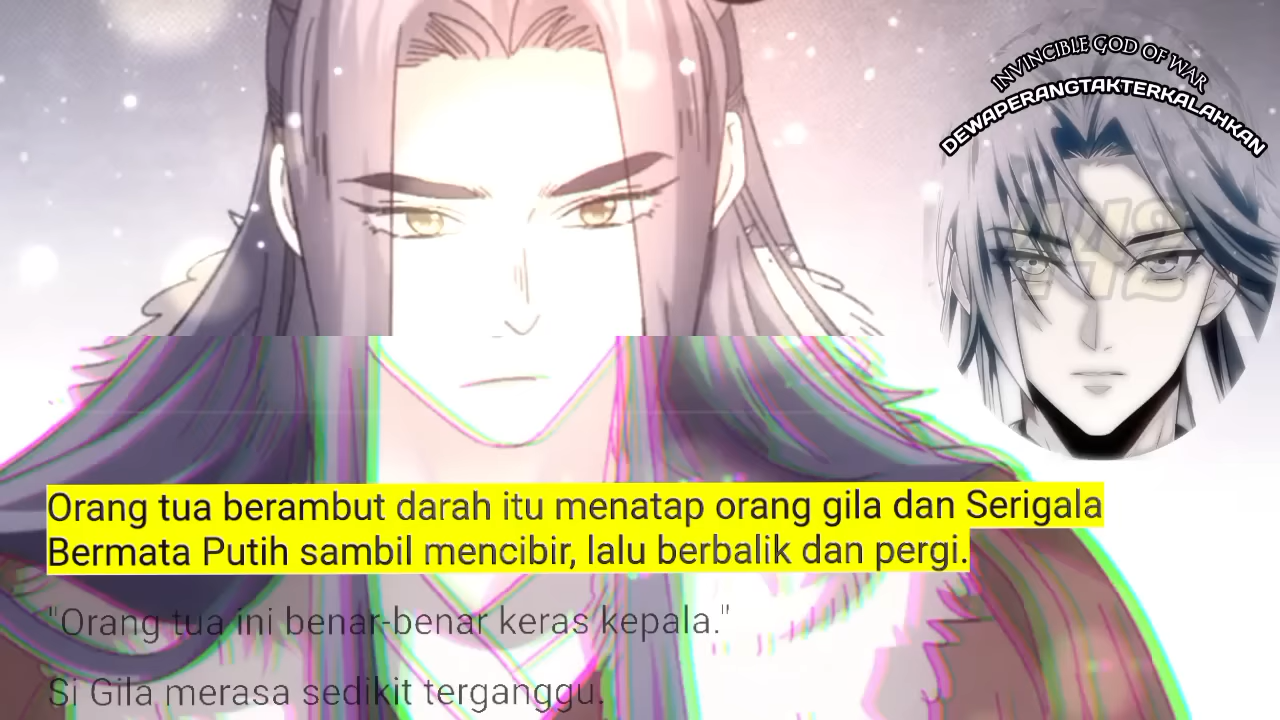 INVINCIBLE GOD OF WAR
DEWAPERANGTAKTERKALAHKAN
Orang tua berambut darah itu menatap orang gila dan Serigala
Bermata Putih sambil mencibir, lalu berbalik dan pergi.
"Orang tua ini benar-benar keras kepala."
Si Gila merasa sedikit terganggu.